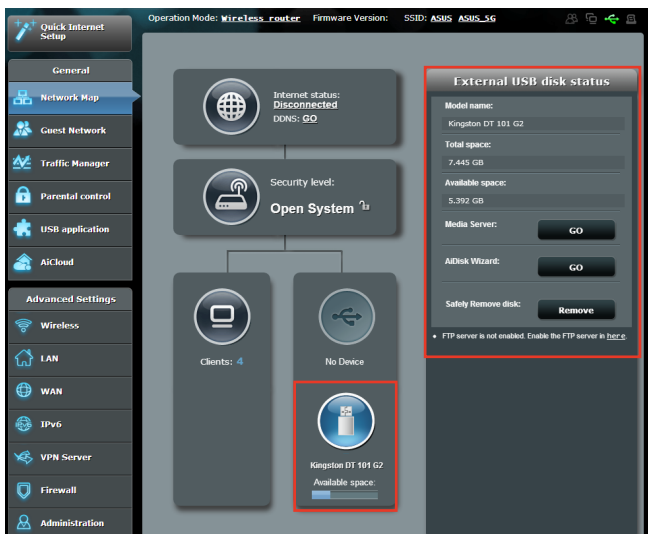 Quick Internet
Setup
Operation Mode: Wireless router Firmware Version: SSID: ASUS ASUS_5G
General
Network Map
Guest Network
Traffic Manager
Parental control
USB application
AiCloud
Advanced Settings
Wireless
LAN
WAN
IPv6
VPN Server
Firewall
Administration
Internet status:
Disconnected
DDNS: GO
Security level:
Open System
Clients: 4
No Device
Kingston DT 101 G2
Available space:
External USB disk status
Model name:
Kingston DT 101 G2
Total space:
7.445 GB
Available space:
5.392 GB
Media Server: GO
AiDisk Wizard: GO
Safely Remove disk: Remove
• FTP server is not enabled. Enable the FTP server in here.